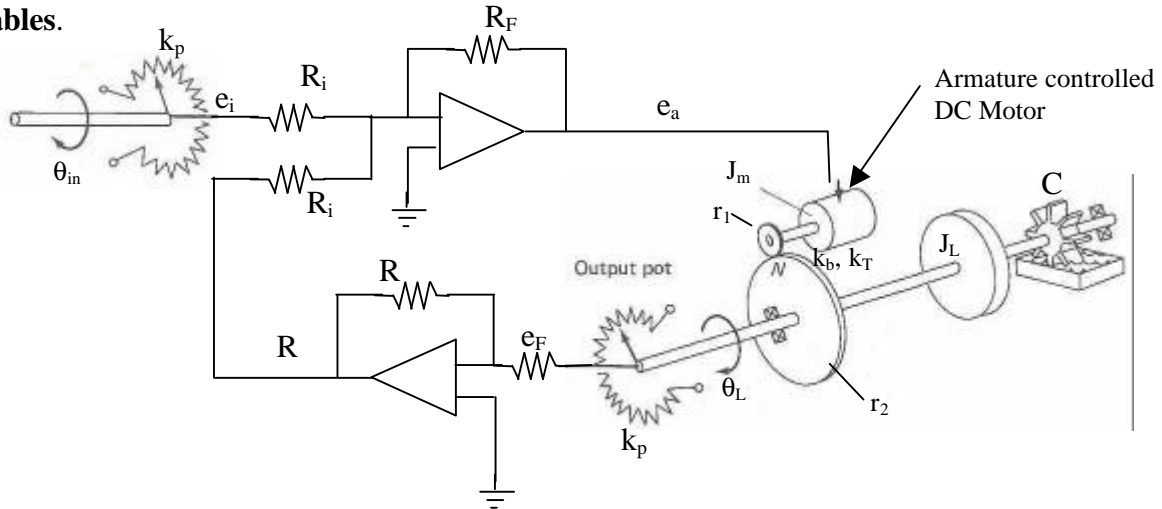 ables.
R_F
k_p
R_i
e_i
e_a
Armature controlled
DC Motor
θ_in
R_i
J_m
C
r_1
J_L
k_b, k_T
N
Output pot
R
R
e_F
θ_L
r_2
k_p